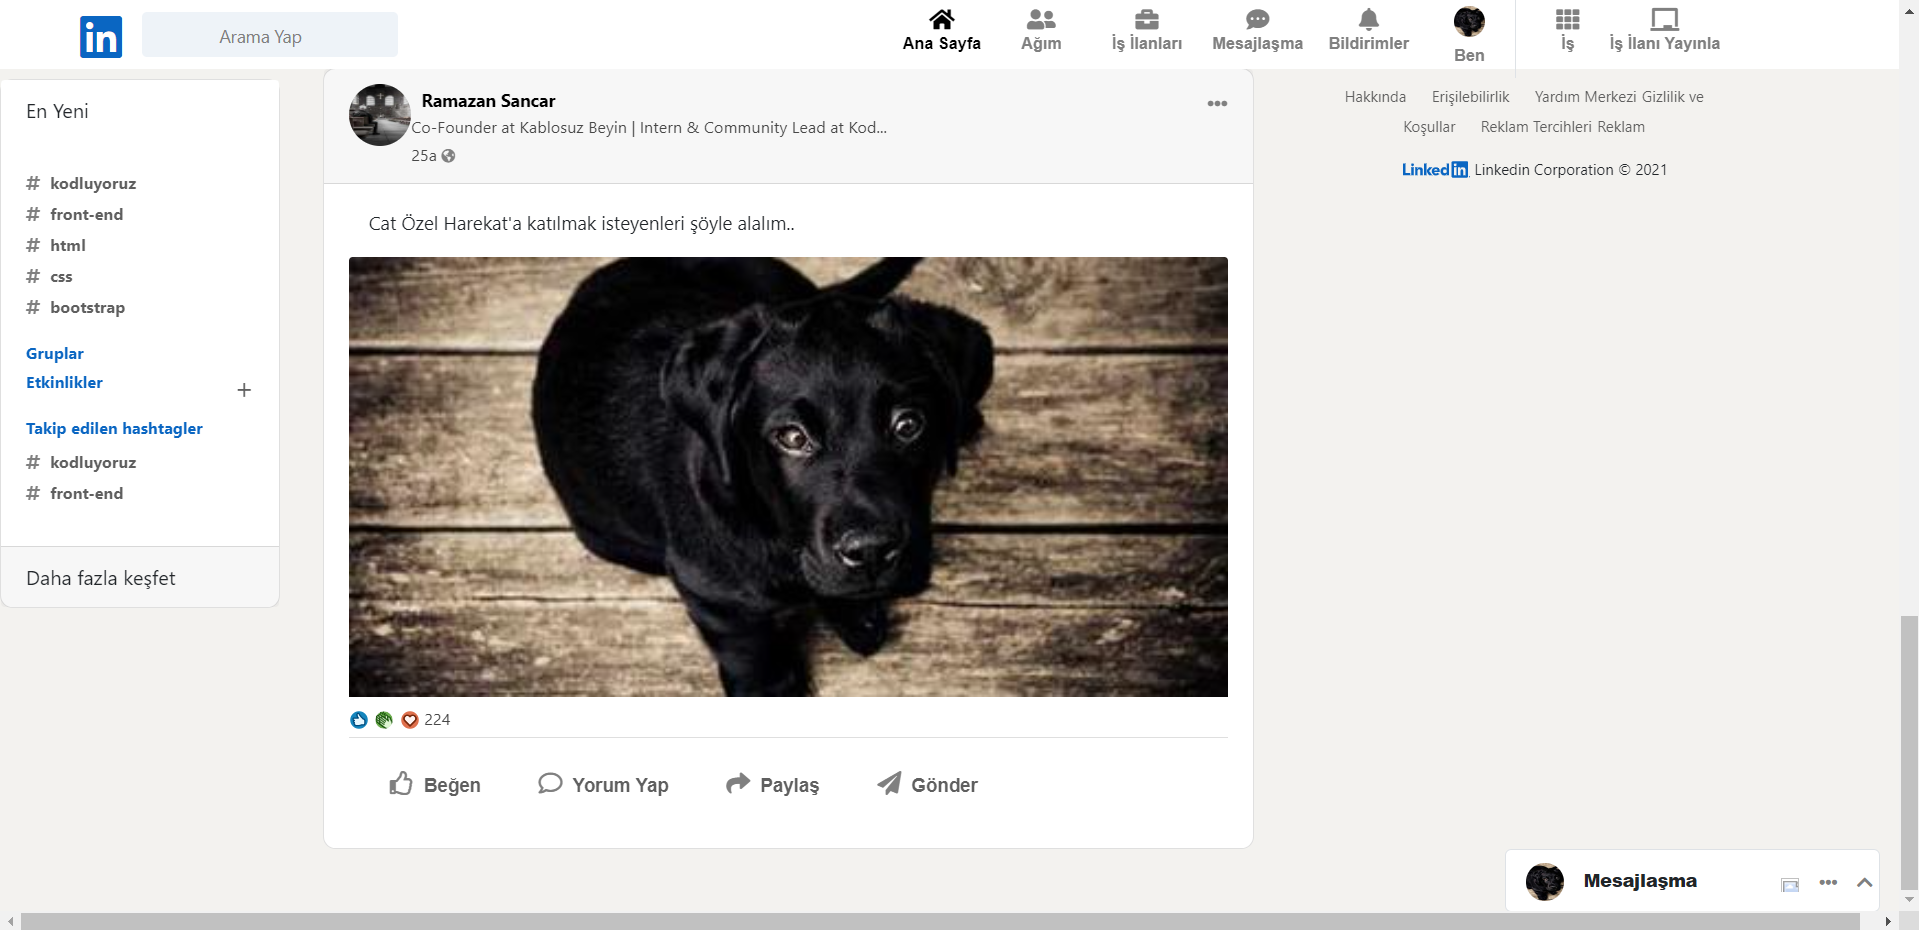 in
Arama Yap
Ana Sayfa
Ağım
İş İlanları
Mesajlaşma
Bildirimler
Ben
İş
İş İlanı Yayınla
En Yeni
# kodluyoruz
# front-end
# html
# css
# bootstrap
Gruplar
Etkinlikler
+
Takip edilen hashtagler
# kodluyoruz
# front-end
Daha fazla keşfet
Ramazan Sancar
Co-Founder at Kablosuz Beyin | Intern & Community Lead at Kod...
25a
Cat Özel Harekat'a katılmak isteyenleri şöyle alalım..
224
Beğen
Yorum Yap
Paylaş
Gönder
Hakkında Erişilebilirlik Yardım Merkezi Gizlilik ve
Koşullar Reklam Tercihleri Reklam
Linkedin Linkedin Corporation © 2021
Mesajlaşma